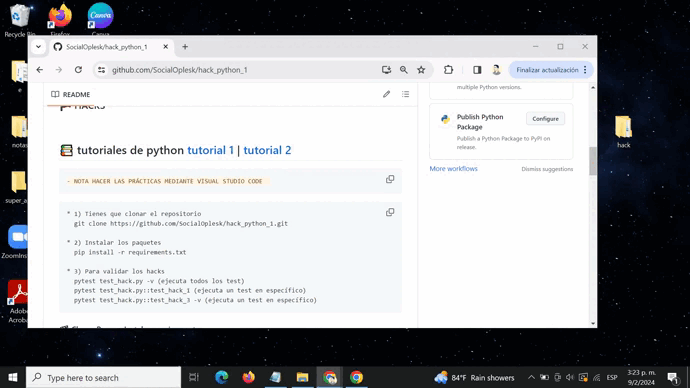 Recycle Bin
Firefox
Canva
e
notas
super_a
ZoomIns
Adob
Acroba
hack
SocialOplesk/hack_python_1
github.com/SocialOplesk/hack_python_1
Finalizar actualización
README
HACKS
tutoriales de python tutorial 1 | tutorial 2
- NOTA HACER LAS PRÁCTICAS MEDIANTE VISUAL STUDIO CODE
* 1) Tienes que clonar el repositorio
git clone https://github.com/SocialOplesk/hack_python_1.git
* 2) Instalar los paquetes
pip install -r requirements.txt
* 3) Para validar los hacks
pytest test_hack.py -v (ejecuta todos los test)
pytest test_hack.py::test_hack_1 (ejecuta un test en específico)
pytest test_hack.py::test_hack_3 -v (ejecuta un test en específico)
multiple Python versions.
Publish Python
Package
Configure
Publish a Python Package to PyPI on
release.
More workflows
Dismiss suggestions
Type here to search
84°F Rain showers
ESP
3:23 p. m.
9/2/2024
1